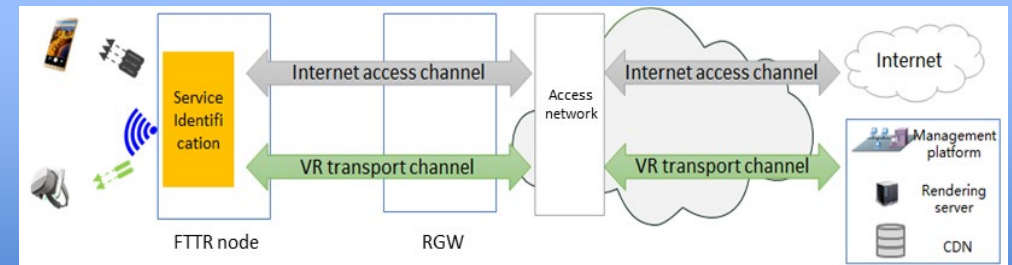 Service
Identifi
cation
Internet access channel
VR transport channel
FTTR node
RGW
Access
network
Internet access channel
VR transport channel
Internet
Management
platform
Rendering
server
CDN